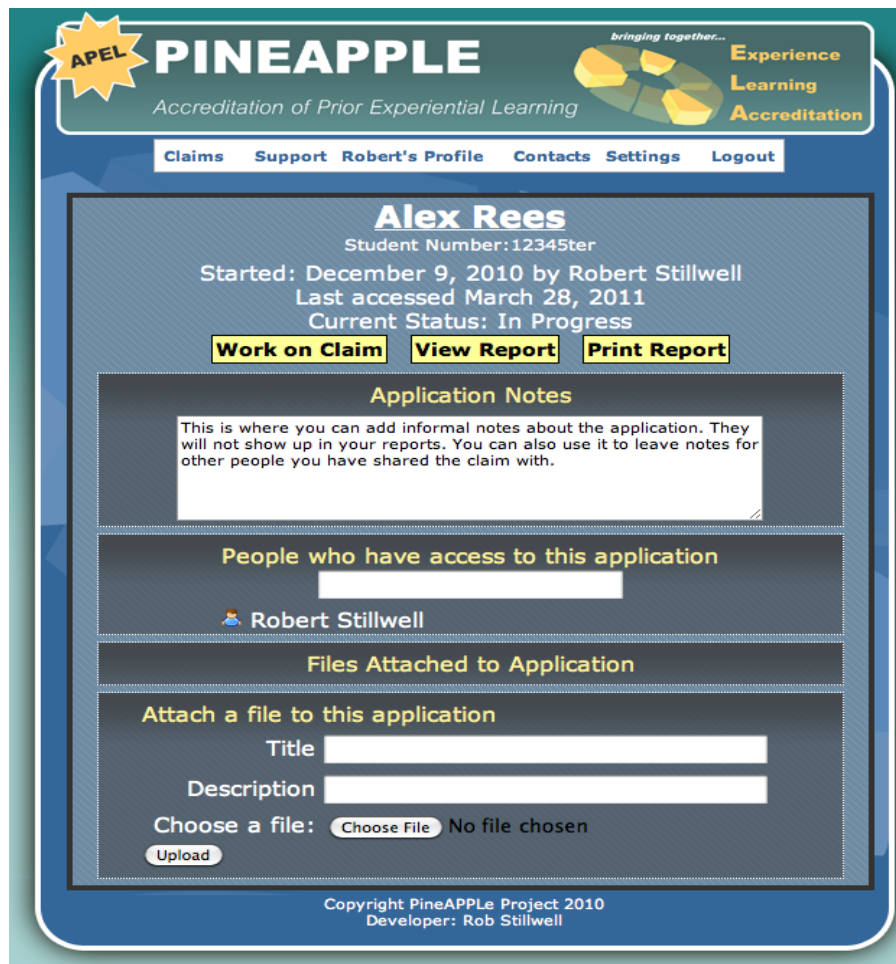 APEL
PINEAPPLE
Accreditation of Prior Experiential Learning
bringing together...
Experience
Learning
Accreditation
Claims Support Robert's Profile Contacts Settings Logout
Alex Rees
Student Number:12345ter
Started: December 9, 2010 by Robert Stillwell
Last accessed March 28, 2011
Current Status: In Progress
Work on Claim View Report Print Report
Application Notes
This is where you can add informal notes about the application. They
will not show up in your reports. You can also use it to leave notes for
other people you have shared the claim with.
People who have access to this application
Robert Stillwell
Files Attached to Application
Attach a file to this application
Title
Description
Choose a file: Choose File No file chosen
Upload
Copyright PineAPPLe Project 2010
Developer: Rob Stillwell